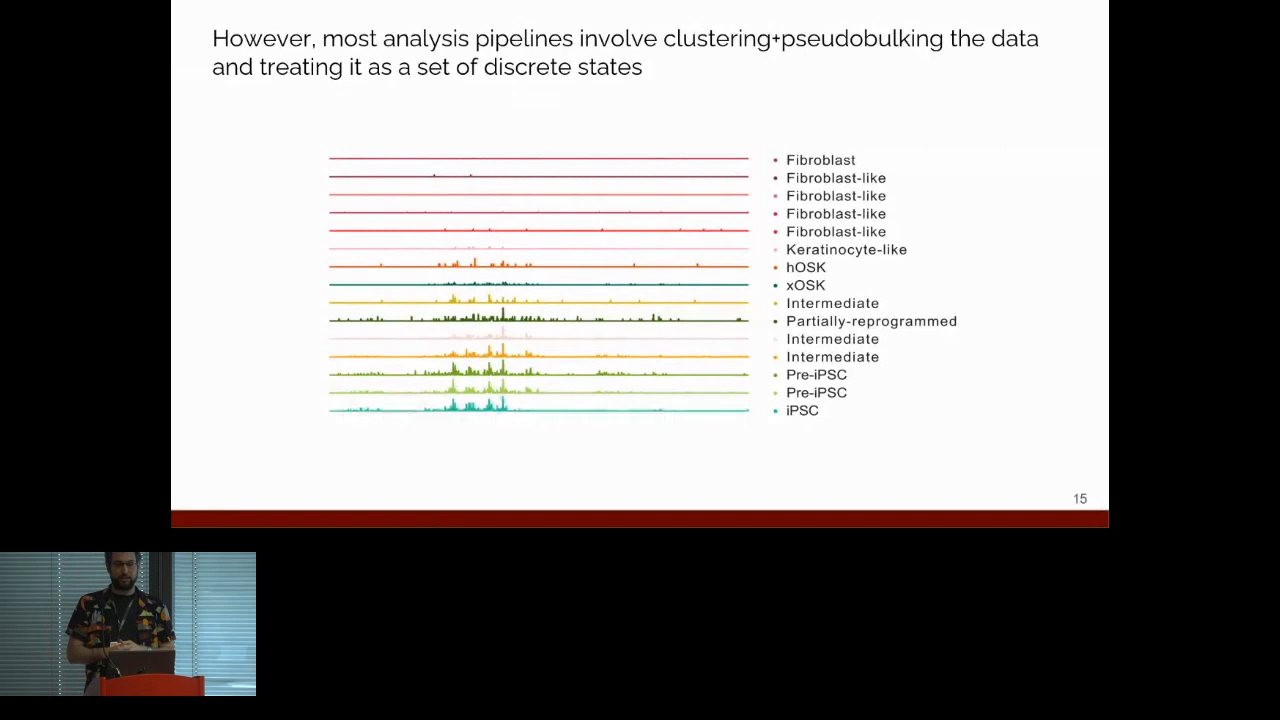 However, most analysis pipelines involve clustering+pseudobulking the data
and treating it as a set of discrete states
Fibroblast
Fibroblast-like
Fibroblast-like
Fibroblast-like
Fibroblast-like
Keratinocyte-like
hOSK
xOSK
Intermediate
Partially-reprogrammed
Intermediate
Intermediate
Pre-iPSC
Pre-iPSC
iPSC
15